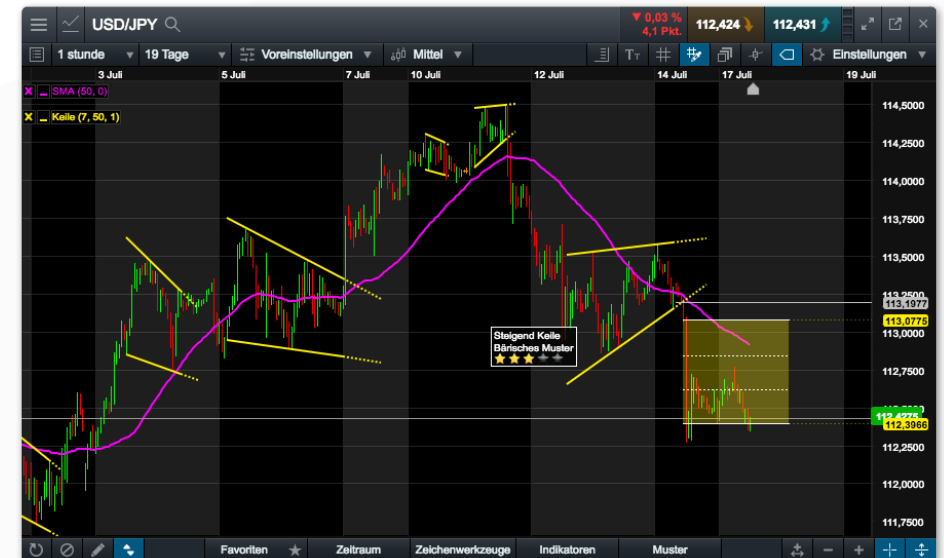 USD/JPY
▼ 0,03 %
4,1 Pkt.
112,424
112,431
1 stunde ▼ 19 Tage ▼ Voreinstellungen ▼ Mittel ▼ Einstellungen ▼
3 Juli 5 Juli 7 Juli 10 Juli 12 Juli 14 Juli 17 Juli 19 Juli
X _ SMA (50, 0)
X _ Keile (7, 50, 1)
114,5000
114,2500
114,0000
113,7500
113,5000
113,1977
113,0775
113,0000
Steigend Keile
Bärisches Muster
112,7500
112,4275
112,3966
112,2500
112,0000
111,7500
Favoriten ★ Zeitraum Zeichenwerkzeuge Indikatoren Muster